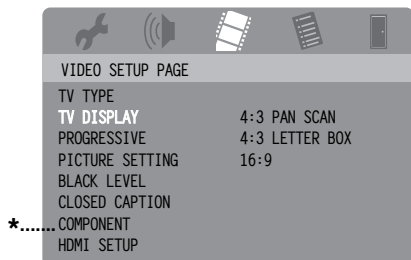 VIDEO SETUP PAGE
TV TYPE
TV DISPLAY 4:3 PAN SCAN
PROGRESSIVE 4:3 LETTER BOX
PICTURE SETTING 16:9
BLACK LEVEL
CLOSED CAPTION
*....... COMPONENT
HDMI SETUP